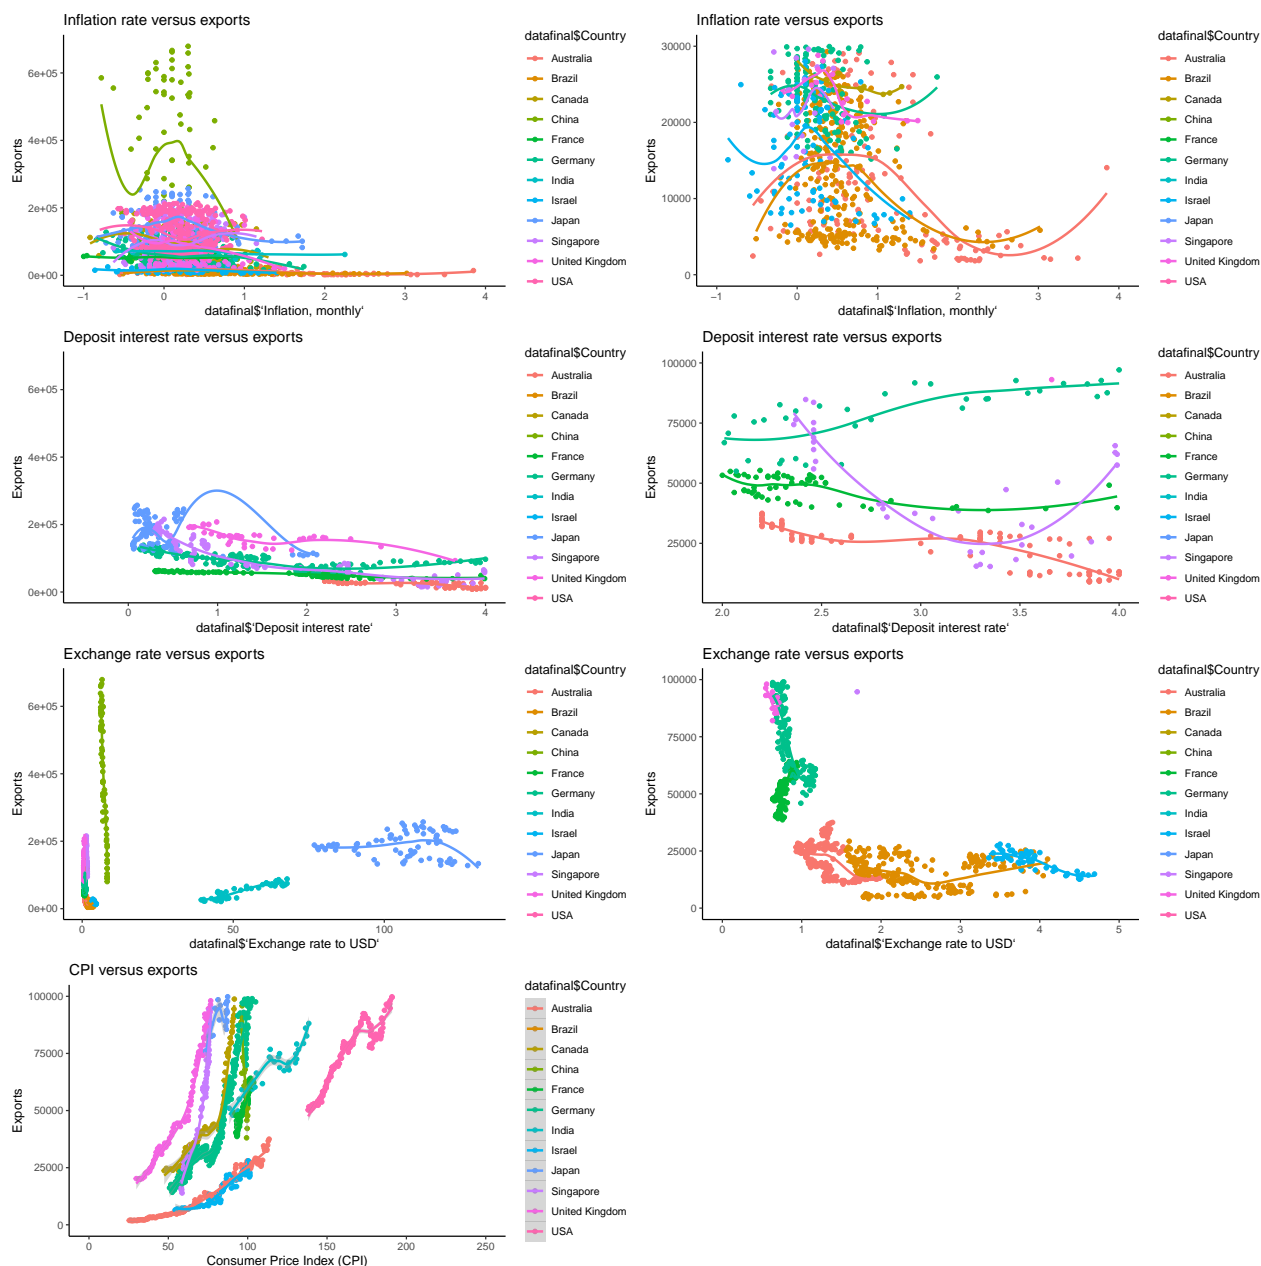 Inflation rate versus exports
Exports
6e+05
4e+05
2e+05
0e+00
−1
0
1
2
3
4
datafinal$‘Inflation, monthly‘
datafinal$Country
Australia
Brazil
Canada
China
France
Germany
India
Israel
Japan
Singapore
United Kingdom
USA
Inflation rate versus exports
Exports
30000
20000
10000
0
−1
0
1
2
3
4
datafinal$‘Inflation, monthly‘
datafinal$Country
Australia
Brazil
Canada
China
France
Germany
India
Israel
Japan
Singapore
United Kingdom
USA
Deposit interest rate versus exports
Exports
6e+05
4e+05
2e+05
0e+00
0
1
2
3
4
datafinal$‘Deposit interest rate‘
datafinal$Country
Australia
Brazil
Canada
China
France
Germany
India
Israel
Japan
Singapore
United Kingdom
USA
Deposit interest rate versus exports
Exports
100000
75000
50000
25000
2.0
2.5
3.0
3.5
4.0
datafinal$‘Deposit interest rate‘
datafinal$Country
Australia
Brazil
Canada
China
France
Germany
India
Israel
Japan
Singapore
United Kingdom
USA
Exchange rate versus exports
Exports
6e+05
4e+05
2e+05
0e+00
0
50
100
datafinal$‘Exchange rate to USD‘
datafinal$Country
Australia
Brazil
Canada
China
France
Germany
India
Israel
Japan
Singapore
United Kingdom
USA
Exchange rate versus exports
Exports
100000
75000
50000
25000
0
0
1
2
3
4
5
datafinal$‘Exchange rate to USD‘
datafinal$Country
Australia
Brazil
Canada
China
France
Germany
India
Israel
Japan
Singapore
United Kingdom
USA
CPI versus exports
Exports
100000
75000
50000
25000
0
0
50
100
150
200
250
Consumer Price Index (CPI)
datafinal$Country
Australia
Brazil
Canada
China
France
Germany
India
Israel
Japan
Singapore
United Kingdom
USA